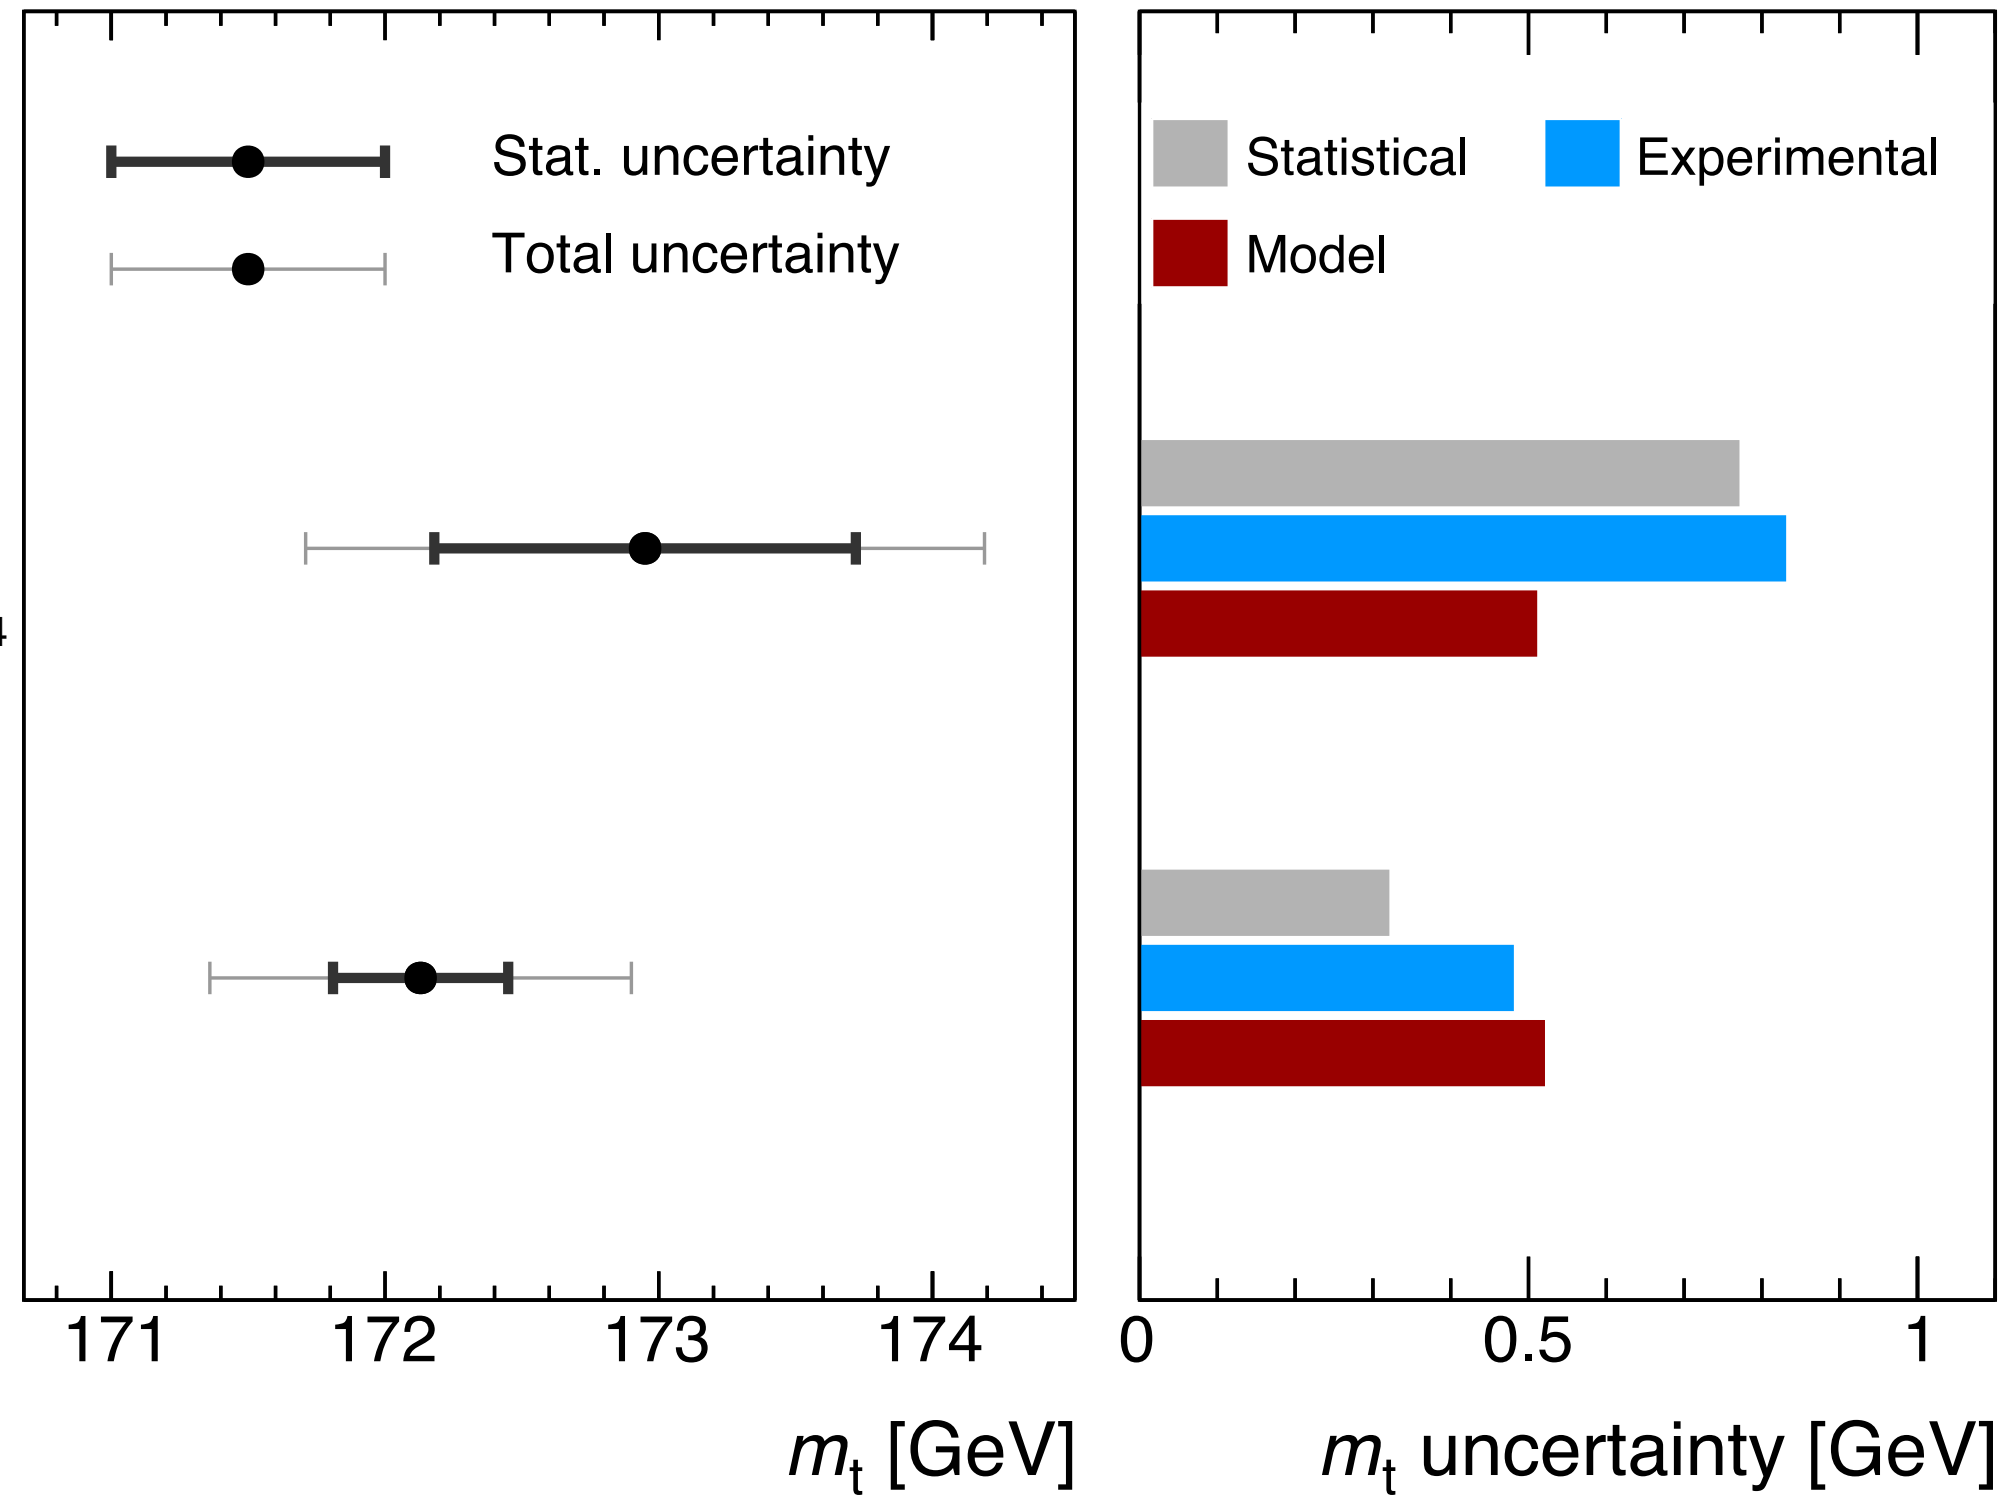 Stat. uncertainty
Total uncertainty
Statistical
Experimental
Model
4
171 172 173 174
0 0.5 1
mt [GeV]
mt uncertainty [GeV]